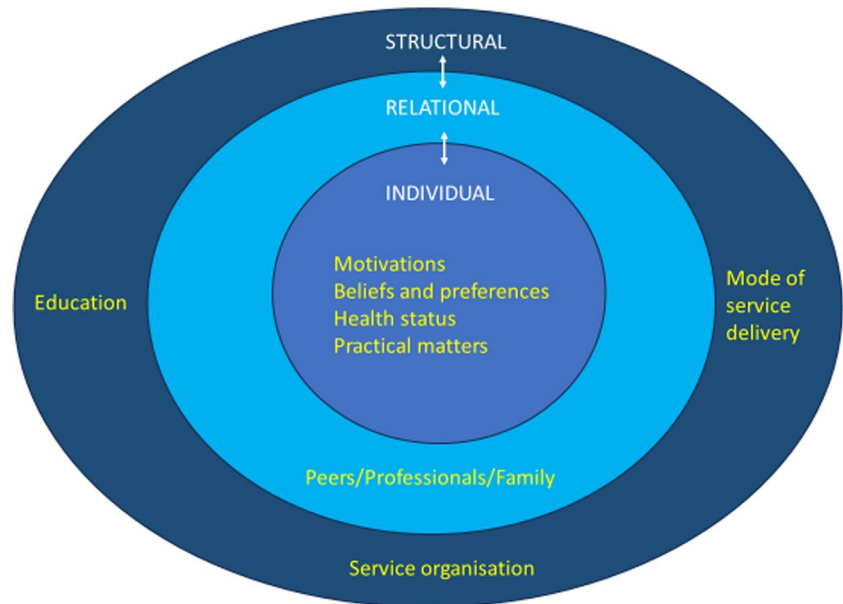 STRUCTURAL
RELATIONAL
INDIVIDUAL
Motivations
Beliefs and preferences
Health status
Practical matters
Education
Mode of
service
delivery
Peers/Professionals/Family
Service organisation